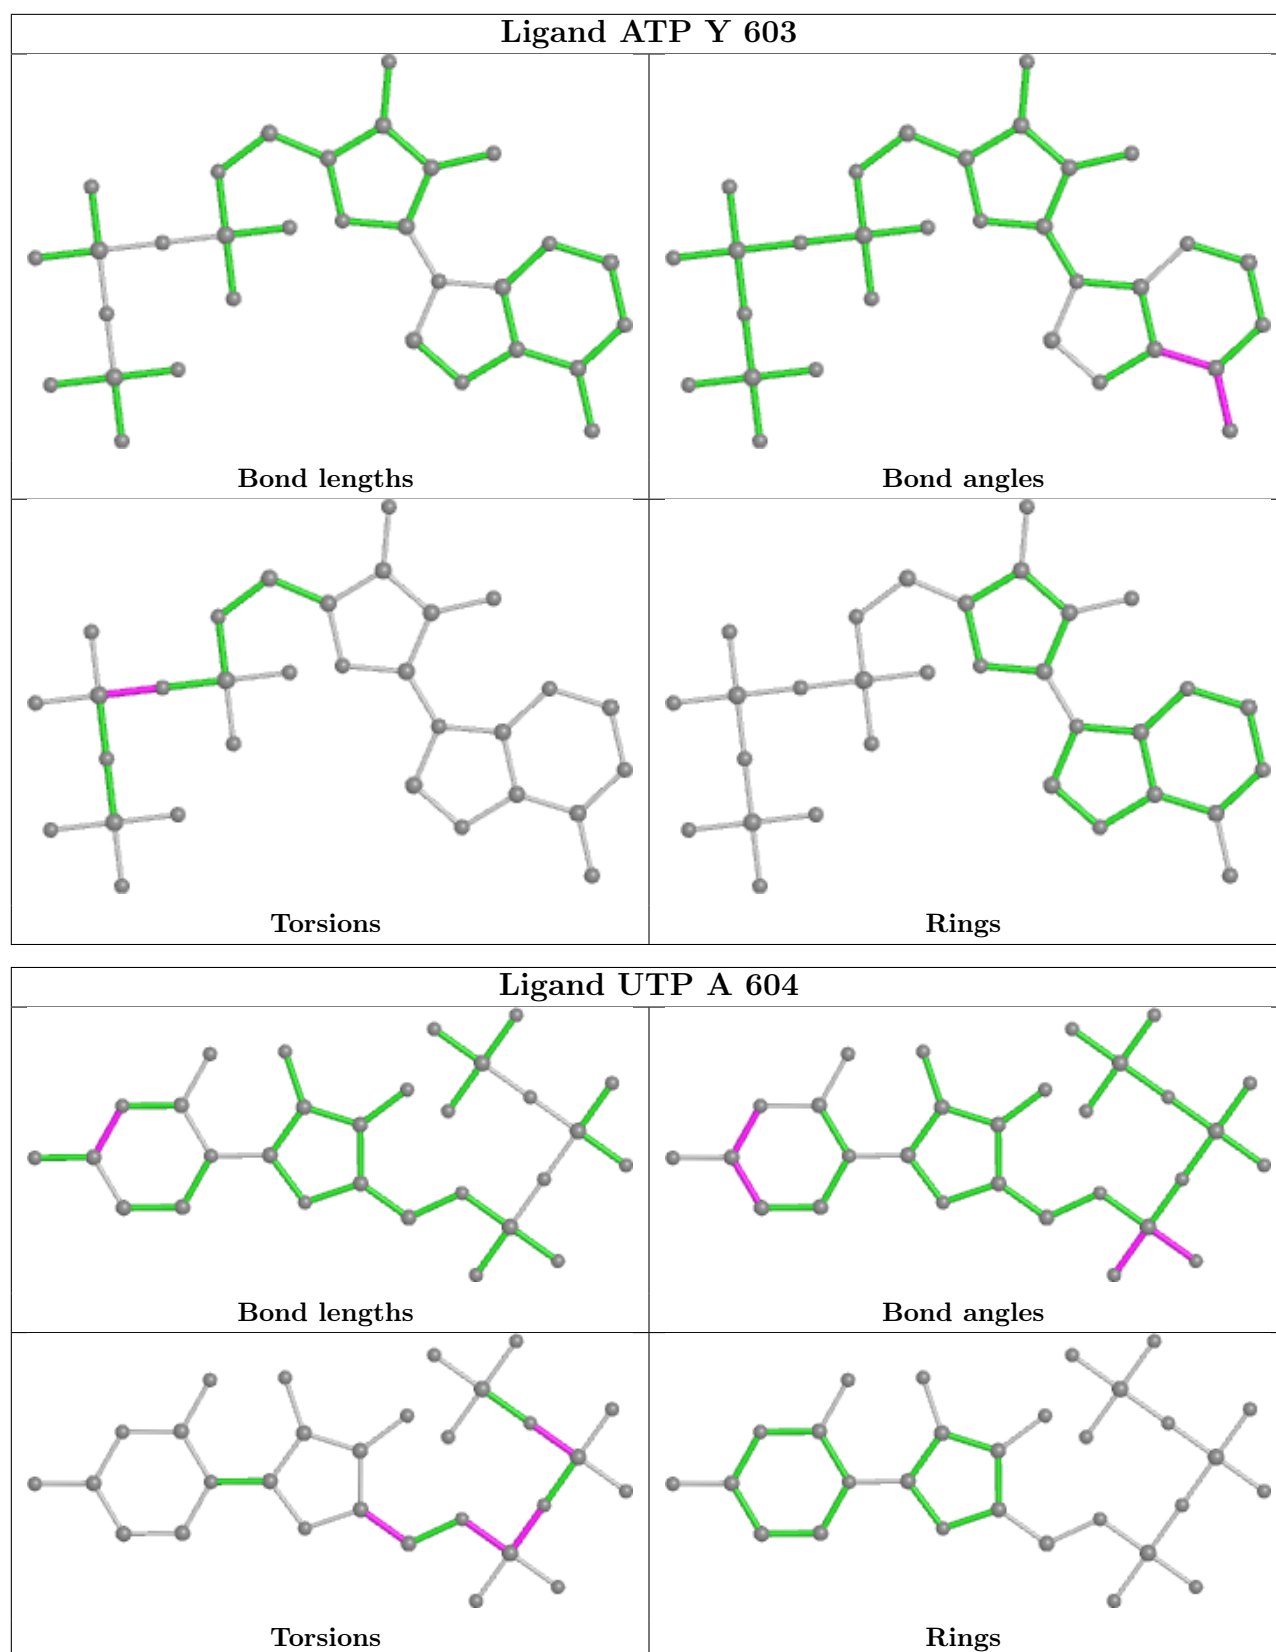 Ligand ATP Y 603
Bond lengths
Bond angles
Torsions
Rings
Ligand UTP A 604
Bond lengths
Bond angles
Torsions
Rings